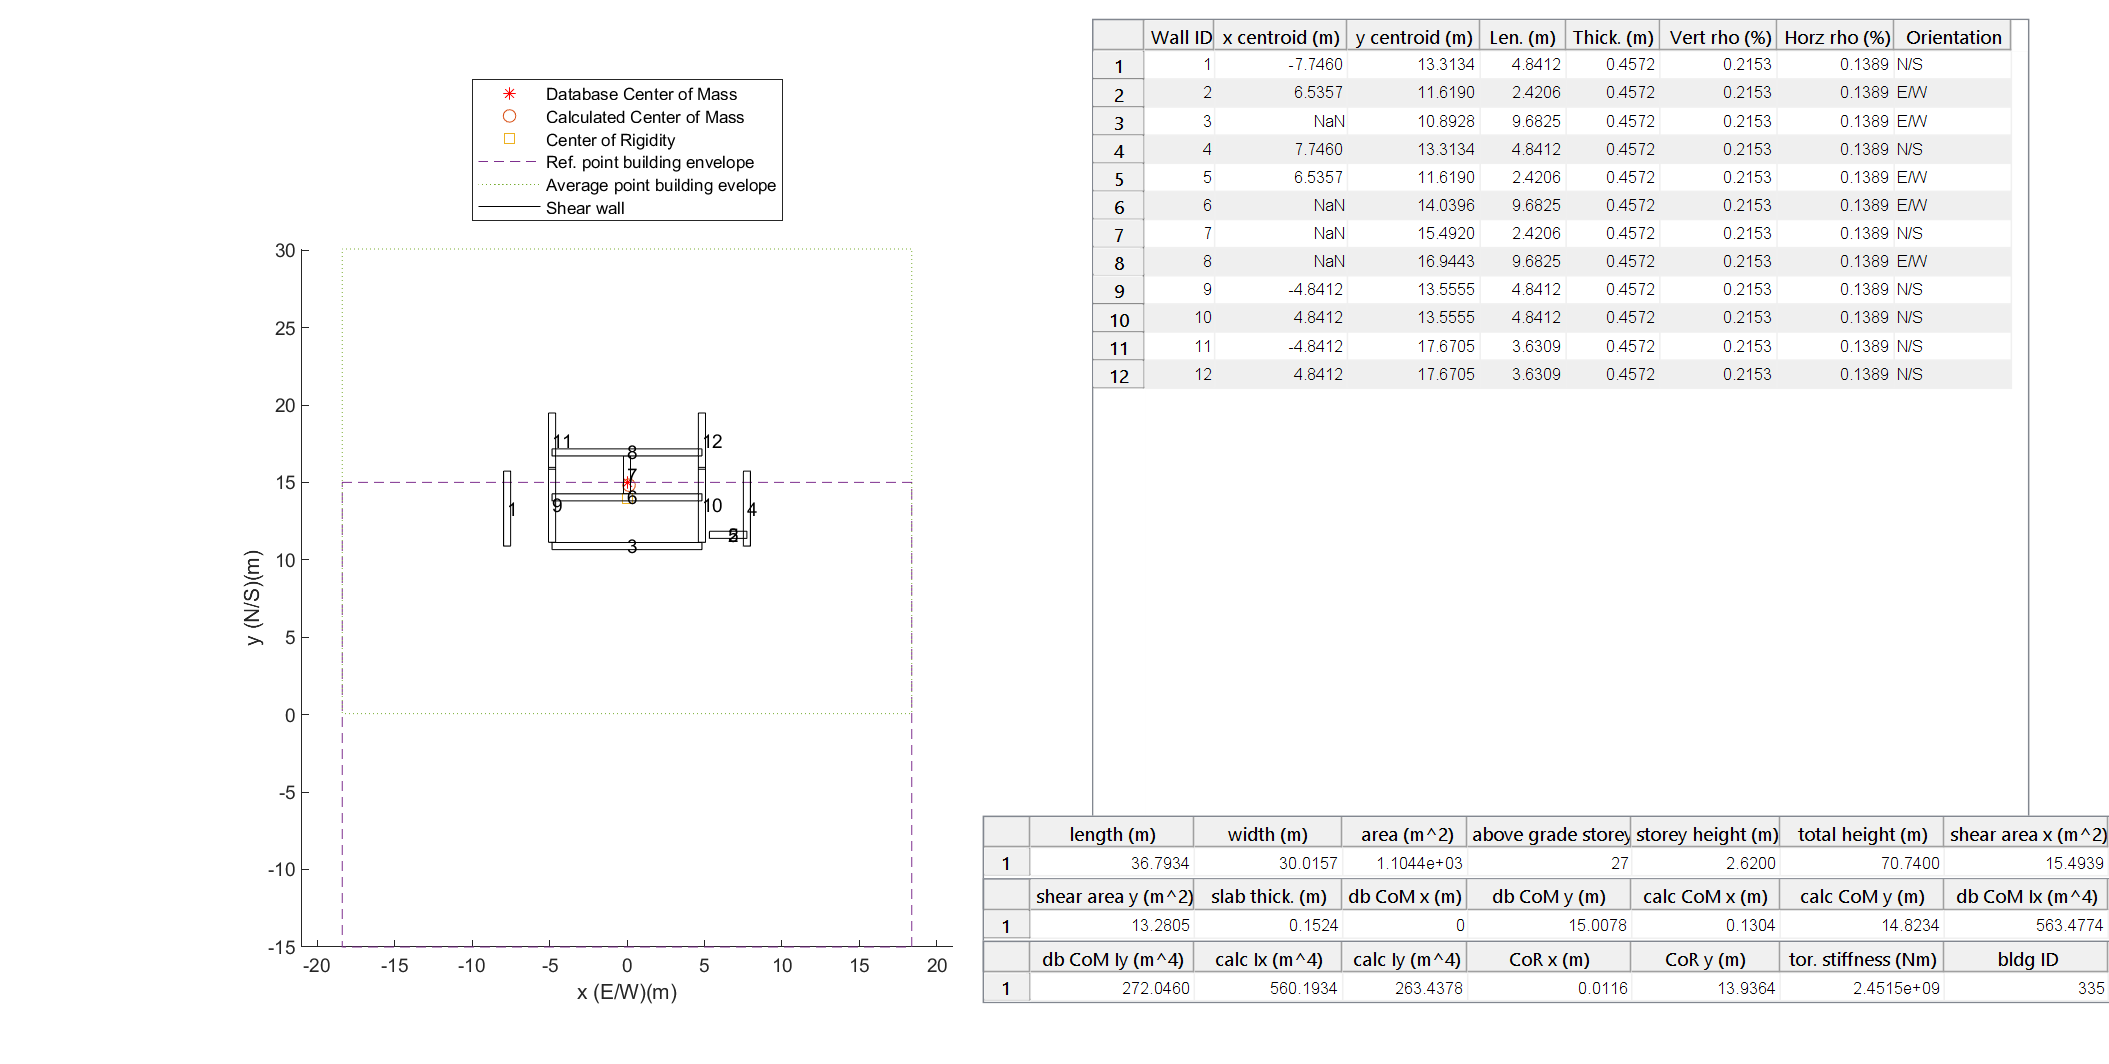 Database Center of Mass
Calculated Center of Mass
Center of Rigidity
Ref. point building envelope
Average point building evelope
Shear wall
30
25
20
15
10
5
0
-5
-10
-15
-20 -15 -10 -5 0 5 10 15 20
x (E/W)(m)
y (N/S)(m)
11 12
8
7
6
9 10
1 4
3
Wall ID x centroid (m) y centroid (m) Len. (m) Thick. (m) Vert rho (%) Horz rho (%) Orientation
1 1 -7.7460 13.3134 4.8412 0.4572 0.2153 0.1389 N/S
2 2 6.5357 11.6190 2.4206 0.4572 0.2153 0.1389 E/W
3 3 NaN 10.8928 9.6825 0.4572 0.2153 0.1389 E/W
4 4 7.7460 13.3134 4.8412 0.4572 0.2153 0.1389 N/S
5 5 6.5357 11.6190 2.4206 0.4572 0.2153 0.1389 E/W
6 6 NaN 14.0396 9.6825 0.4572 0.2153 0.1389 E/W
7 7 NaN 15.4920 2.4206 0.4572 0.2153 0.1389 N/S
8 8 NaN 16.9443 9.6825 0.4572 0.2153 0.1389 E/W
9 9 -4.8412 13.5555 4.8412 0.4572 0.2153 0.1389 N/S
10 10 4.8412 13.5555 4.8412 0.4572 0.2153 0.1389 N/S
11 11 -4.8412 17.6705 3.6309 0.4572 0.2153 0.1389 N/S
12 12 4.8412 17.6705 3.6309 0.4572 0.2153 0.1389 N/S
length (m) width (m) area (m^2) above grade storey storey height (m) total height (m) shear area x (m^2)
1 36.7934 30.0157 1.1044e+03 27 2.6200 70.7400 15.4939
shear area y (m^2) slab thick. (m) db CoM x (m) db CoM y (m) calc CoM x (m) calc CoM y (m) db CoM Ix (m^4)
1 13.2805 0.1524 0 15.0078 0.1304 14.8234 563.4774
db CoM Iy (m^4) calc Ix (m^4) calc Iy (m^4) CoR x (m) CoR y (m) tor. stiffness (Nm) bldg ID
1 272.0460 560.1934 263.4378 0.0116 13.9364 2.4515e+09 335